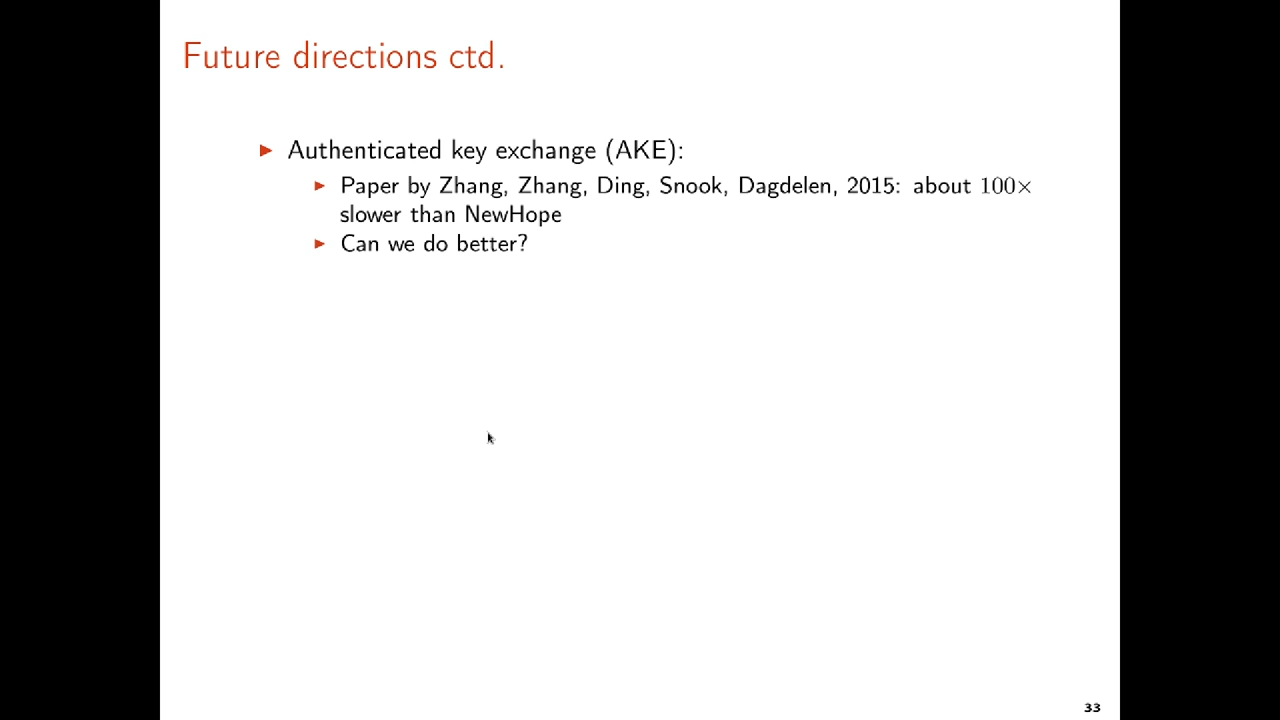 Future directions ctd.
Authenticated key exchange (AKE):
Paper by Zhang, Zhang, Ding, Snook, Dagdelen, 2015: about 100×
slower than NewHope
Can we do better?
33